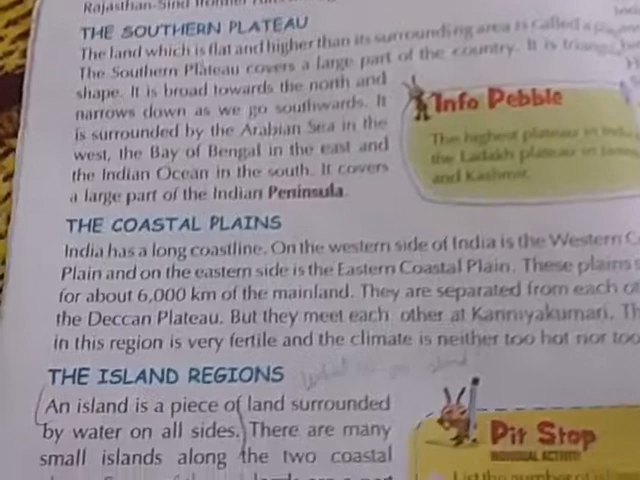 Rajasthan-Sind
THE SOUTHERN PLATEAU
The land which is flat and higher than its surrounding area is called a
The Southern Plateau covers a large part of the country. It is
shape. It is broad towards the north and
narrows down as we go southwards. It
is surrounded by the Arabian Sea in the
west, the Bay of Bengal in the east and
the Indian Ocean in the south. It covers
a large part of the Indian Peninsula.
Info Pebble
The highest plateau in
the Ladakh plateau in
and Kashmir.
THE COASTAL PLAINS
India has a long coastline. On the western side of India is the Western
Plain and on the eastern side is the Eastern Coastal Plain. These plains
for about 6,000 km of the mainland. They are separated from each
the Deccan Plateau. But they meet each other at Kanniyakumari.
in this region is very fertile and the climate is neither too hot nor too
THE ISLAND REGIONS
An island is a piece of land surrounded
by water on all sides. There are many
small islands along the two coastal
Pit Stop
INDIVIDUAL ACTIVITY
List the number of